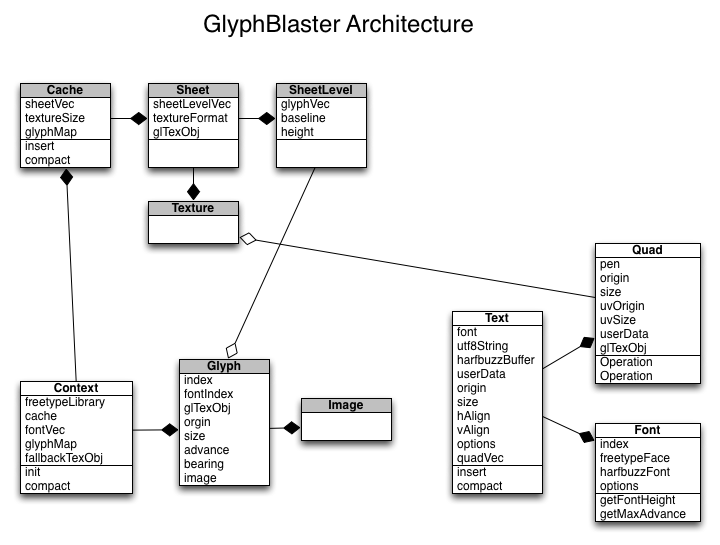 GlyphBlaster Architecture
Cache
sheetVec
textureSize
glyphMap
insert
compact
Sheet
sheetLevelVec
textureFormat
glTexObj
SheetLevel
glyphVec
baseline
height
Texture
Quad
pen
origin
size
uvOrigin
uvSize
userData
glTexObj
Operation
Operation
Text
font
utf8String
harfbuzzBuffer
userData
origin
size
hAlign
vAlign
options
quadVec
insert
compact
Glyph
index
fontIndex
glTexObj
orgin
size
advance
bearing
image
Context
freetypeLibrary
cache
fontVec
glyphMap
fallbackTexObj
init
compact
Image
Font
index
freetypeFace
harfbuzzFont
options
getFontHeight
getMaxAdvance